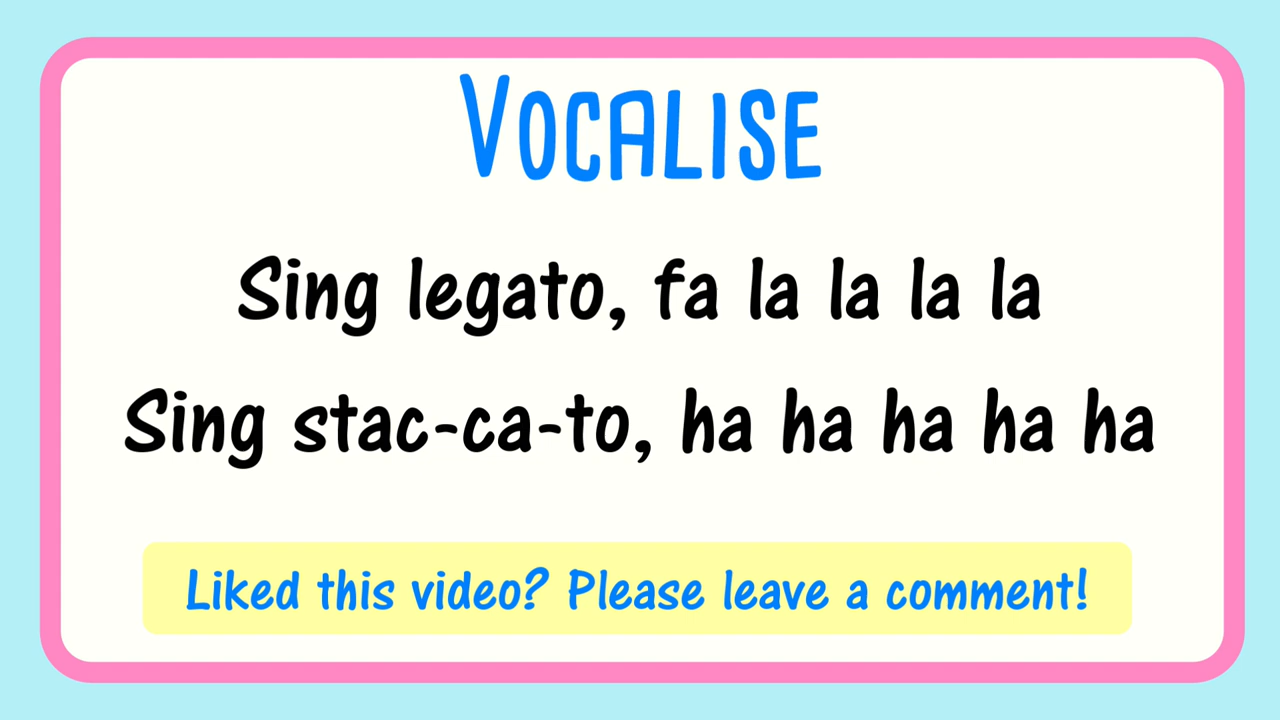 VOCALISE
Sing legato, fa la la la la
Sing stac-ca-to, ha ha ha ha ha
Liked this video? Please leave a comment!